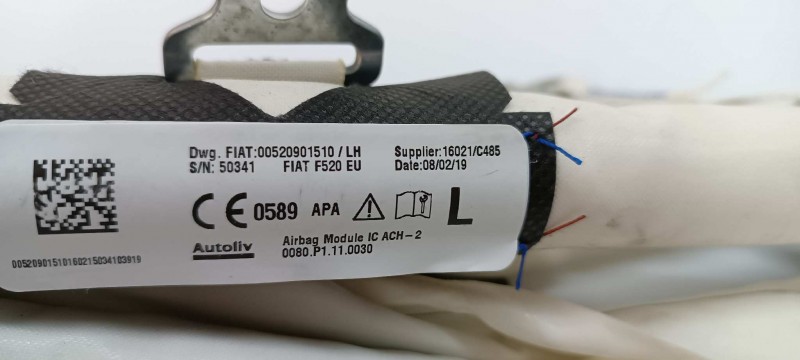 Dwg. FIAT:00520901510 / LH
S/N: 50341 FIAT F520 EU
Supplier:16021/C485
Date:08/02/19
CE 0589 APA L
Autoliv
Airbag Module IC ACH-2
0080.P1.11.0030
00520901510160215034103919